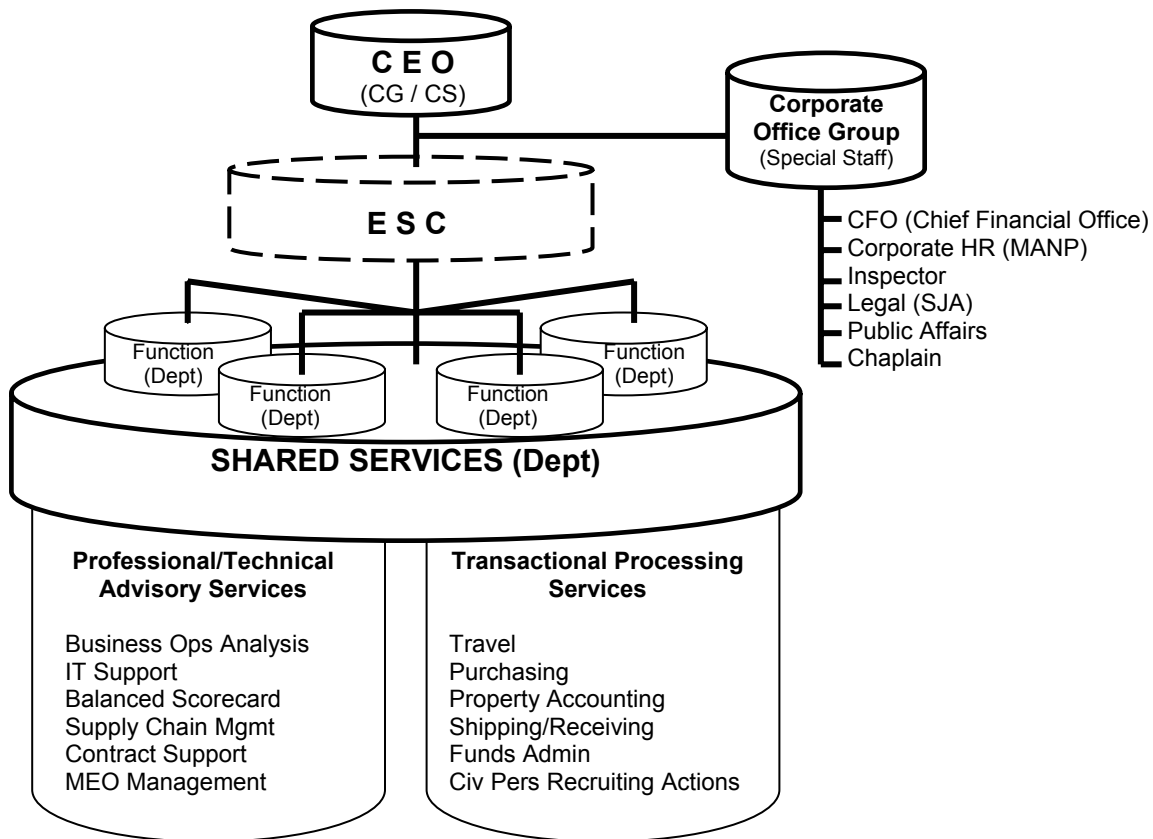 C E O
(CG / CS)
Corporate
Office Group
(Special Staff)
E S C
CFO (Chief Financial Office)
Corporate HR (MANP)
Inspector
Legal (SJA)
Public Affairs
Chaplain
Function
(Dept)
Function
(Dept)
Function
(Dept)
Function
(Dept)
SHARED SERVICES (Dept)
Professional/Technical
Advisory Services
Business Ops Analysis
IT Support
Balanced Scorecard
Supply Chain Mgmt
Contract Support
MEO Management
Transactional Processing
Services
Travel
Purchasing
Property Accounting
Shipping/Receiving
Funds Admin
Civ Pers Recruiting Actions